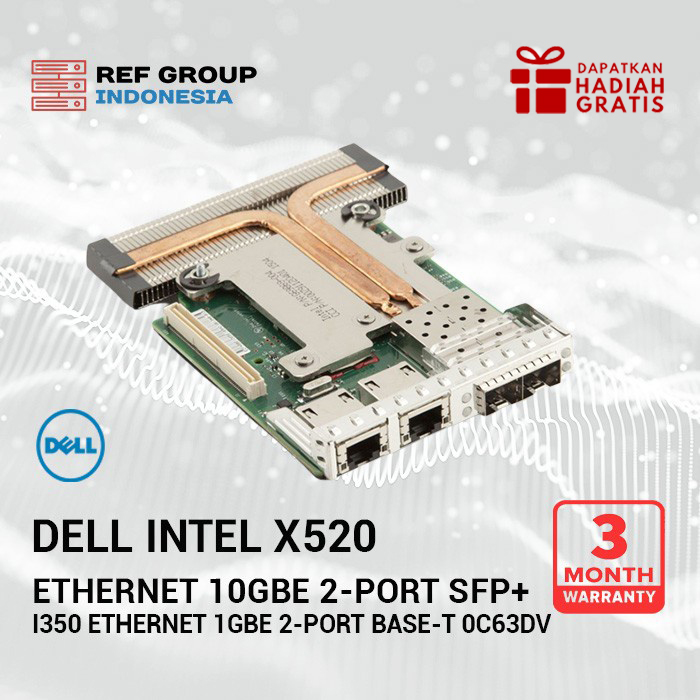 REF GROUP
INDONESIA
DAPATKAN
HADIAH
GRATIS
DELL
DELL INTEL X520
ETHERNET 10GBE 2-PORT SFP+
I350 ETHERNET 1GBE 2-PORT BASE-T 0C63DV
3
MONTH
WARRANTY